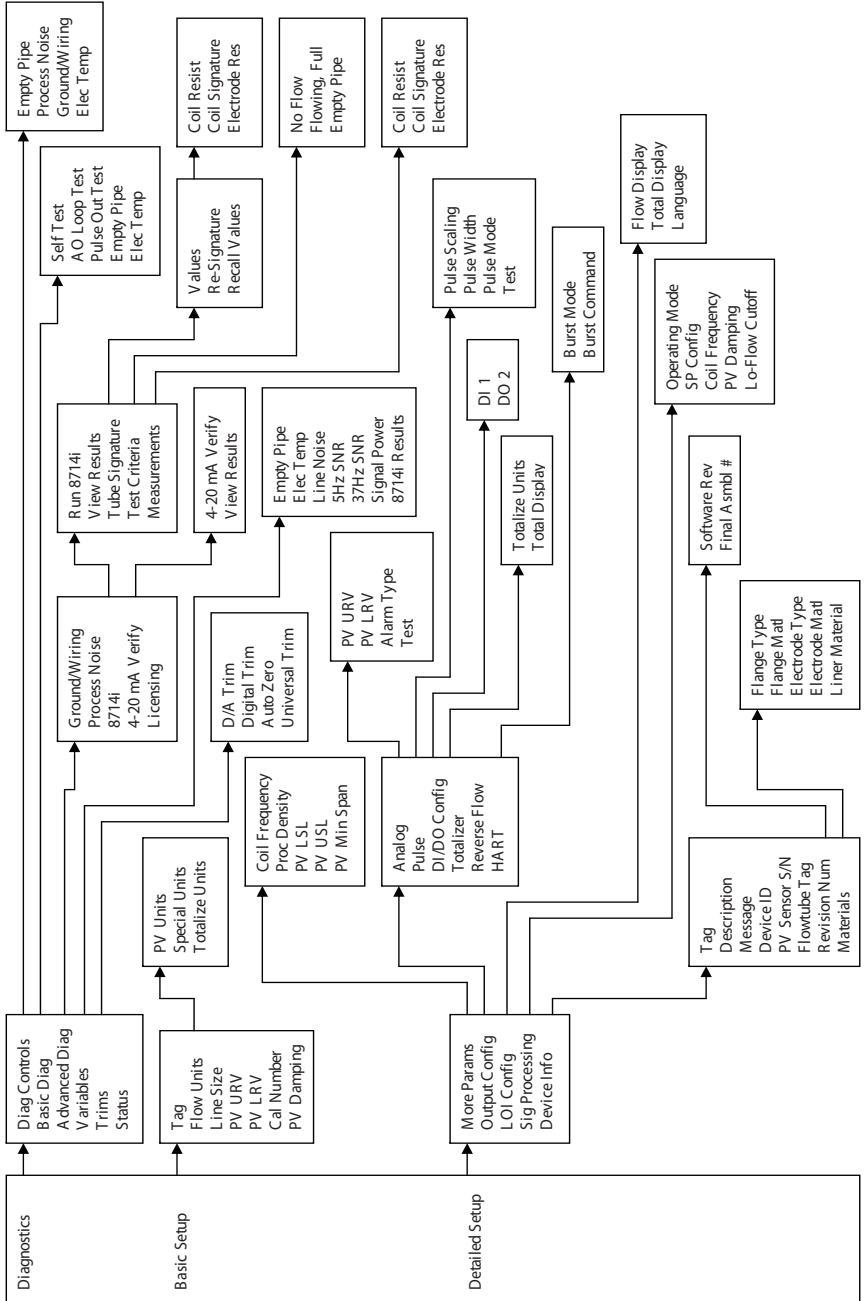 Diagnostics
Basic Setup
Detailed Setup
Diag Controls
Basic Diag
Advanced Diag
Variables
Trims
Status
Empty Pipe
Process Noise
Ground/Wiring
Elec Temp
Self Test
AO Loop Test
Pulse Out Test
Empty Pipe
Elec Temp
Ground/Wiring
Process Noise
8714i
4-20 mA Verify
Licensing
Run 8714i
View Results
Tube Signature
Test Criteria
Measurements
Values
Re-Signature
Recall Values
Coil Resist
Coil Signature
Electrode Res
No Flow
Flowing, Full
Empty Pipe
Coil Resist
Coil Signature
Electrode Res
4-20 mA Verify
View Results
Empty Pipe
Elec Temp
Line Noise
5Hz SNR
37Hz SNR
Signal Power
8714i Results
D/A Trim
Digital Trim
Auto Zero
Universal Trim
Tag
Flow Units
Line Size
PV URV
PV LRV
Cal Number
PV Damping
PV Units
Special Units
Totalize Units
More Params
Output Config
LOI Config
Sig Processing
Device Info
Coil Frequency
Proc Density
PV LSL
PV USL
PV Min Span
Analog
Pulse
DI/DO Config
Totalizer
Reverse Flow
HART
PV URV
PV LRV
Alarm Type
Test
Pulse Scaling
Pulse Width
Pulse Mode
Test
DI 1
DO 2
Totalize Units
Total Display
Burst Mode
Burst Command
Flow Display
Total Display
Language
Operating Mode
SP Config
Coil Frequency
PV Damping
Lo-Flow Cutoff
Tag
Description
Message
Device ID
PV Sensor S/N
Flowtube Tag
Revision Num
Materials
Software Rev
Final Asmbl #
Flange Type
Flange Matl
Electrode Type
Electrode Matl
Liner Material